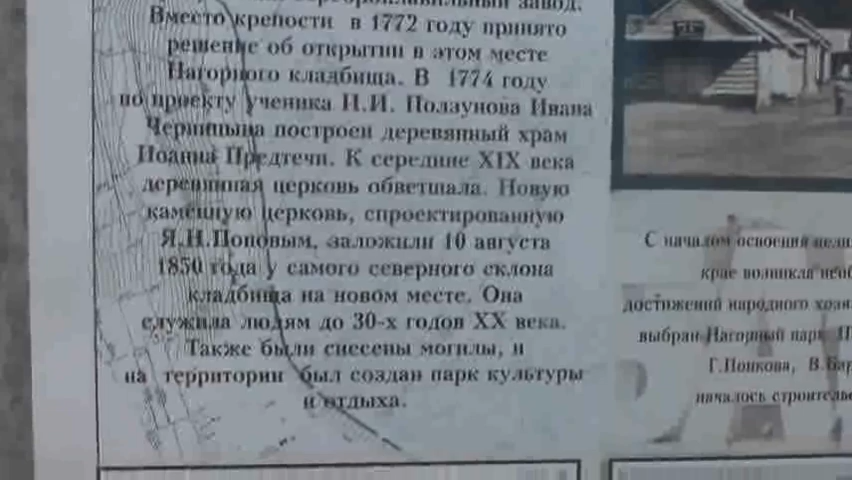 завод.
Вместо крепости в 1772 году принято
решение об открытии в этом месте
Нагорного кладбища. В 1774 году
по проекту ученика И.И. Ползунова Ивана
Черницына построен деревянный храм
Иоанна Предтечи. К середине XIX века
деревянная церковь обветшала. Новую
каменную церковь, спроектированную
Я.Н.Поповым, заложили 10 августа
1850 года у самого северного склона
кладбища на новом месте. Она
служила людям до 30-х годов XX века.
Также были снесены могилы, и
на территории был создан парк культуры
и отдыха.
С началом освоения
крае возникла
достижений народного
выбран Нагорный парк.
Г.Попкова,
началось